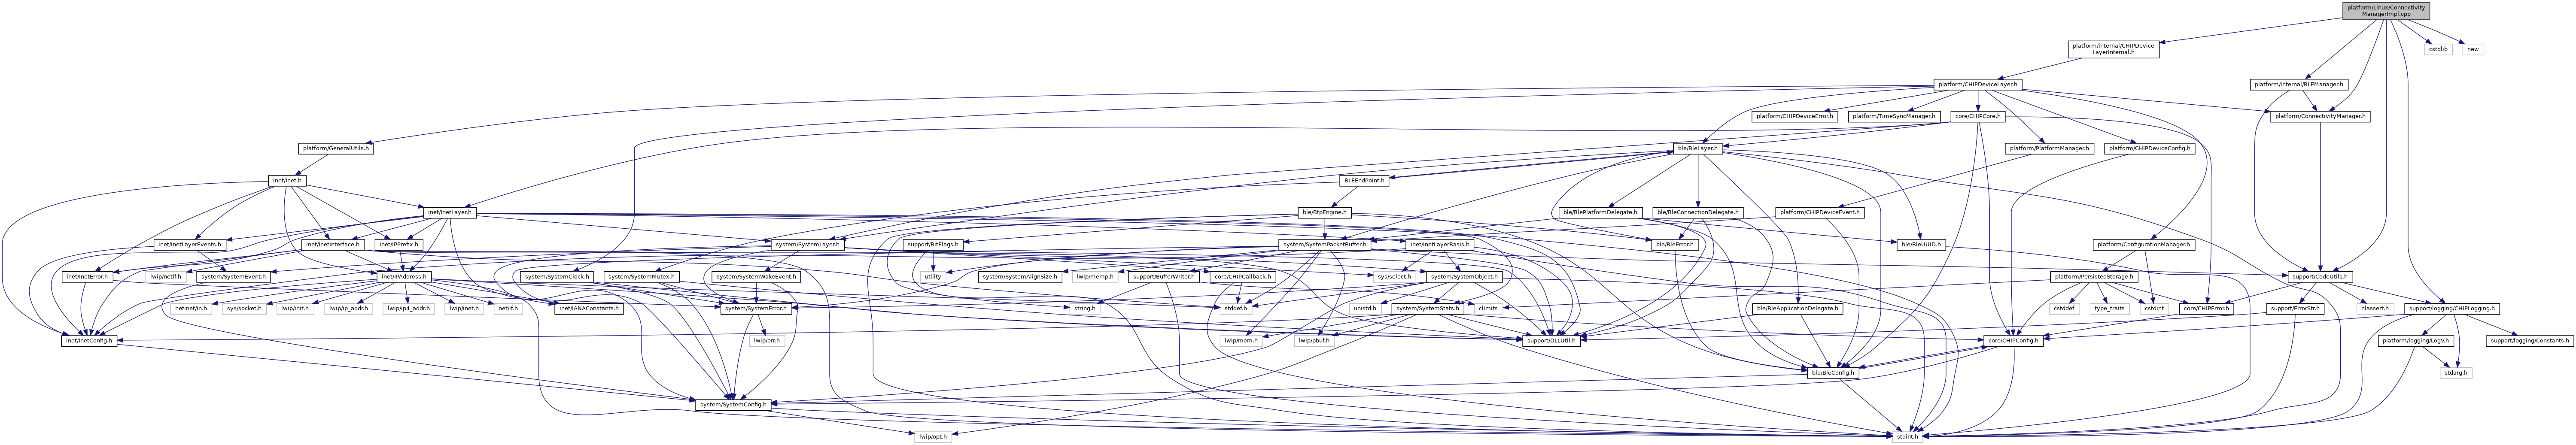 platform/Linux/Connectivity
ManagerImpl.cpp
platform/internal/CHIPDevice
LayerInternal.h
cstdlib
new
platform/CHIPDeviceLayer.h
platform/internal/BLEManager.h
platform/CHIPDeviceError.h
platform/TimeSyncManager.h
core/CHIPCore.h
platform/ConnectivityManager.h
platform/GeneralUtils.h
ble/BleLayer.h
platform/PlatformManager.h
platform/CHIPDeviceConfig.h
inet/Inet.h
BLEEndPoint.h
inet/InetLayer.h
ble/BtpEngine.h
ble/BlePlatformDelegate.h
ble/BleConnectionDelegate.h
platform/CHIPDeviceEvent.h
inet/InetLayerEvents.h
inet/InetInterface.h
inet/IPPrefix.h
system/SystemLayer.h
support/BitFlags.h
system/SystemPacketBuffer.h
inet/InetLayerBasis.h
ble/BleError.h
ble/BleUUID.h
platform/ConfigurationManager.h
inet/InetError.h
lwip/netif.h
system/SystemEvent.h
inet/IPAddress.h
system/SystemClock.h
system/SystemMutex.h
system/SystemWakeEvent.h
utility
system/SystemAlignSize.h
lwip/memp.h
support/BufferWriter.h
core/CHIPCallback.h
sys/select.h
system/SystemObject.h
platform/PersistedStorage.h
support/CodeUtils.h
netinet/in.h
sys/socket.h
lwip/init.h
lwip/ip_addr.h
lwip/ip4_addr.h
lwip/inet.h
net/if.h
inet/IANAConstants.h
system/SystemError.h
string.h
stddef.h
unistd.h
system/SystemStats.h
climits
ble/BleApplicationDelegate.h
cstddef
type_traits
cstdint
core/CHIPError.h
support/ErrorStr.h
nlassert.h
support/logging/CHIPLogging.h
inet/InetConfig.h
lwip/err.h
lwip/mem.h
lwip/pbuf.h
support/DLLUtil.h
core/CHIPConfig.h
platform/logging/LogV.h
support/logging/Constants.h
ble/BleConfig.h
stdarg.h
system/SystemConfig.h
lwip/opt.h
stdint.h